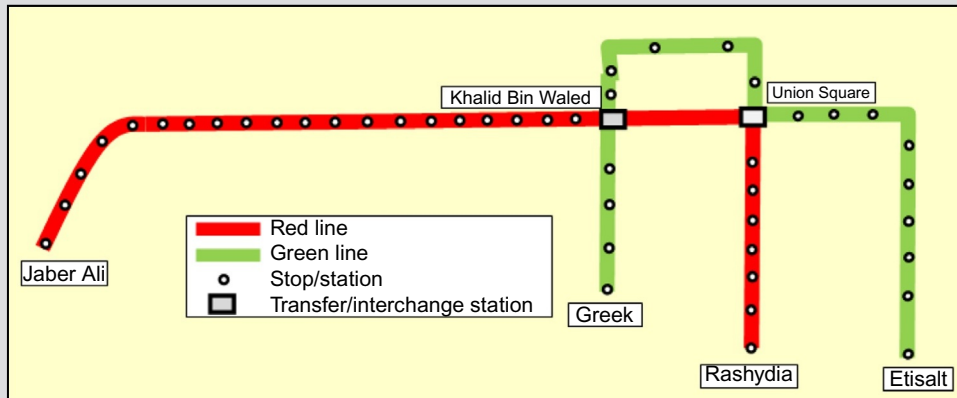 Khalid Bin Waled
Union Square
Red line
Green line
Stop/station
Transfer/interchange station
Jaber Ali
Greek
Rashydia
Etisalt